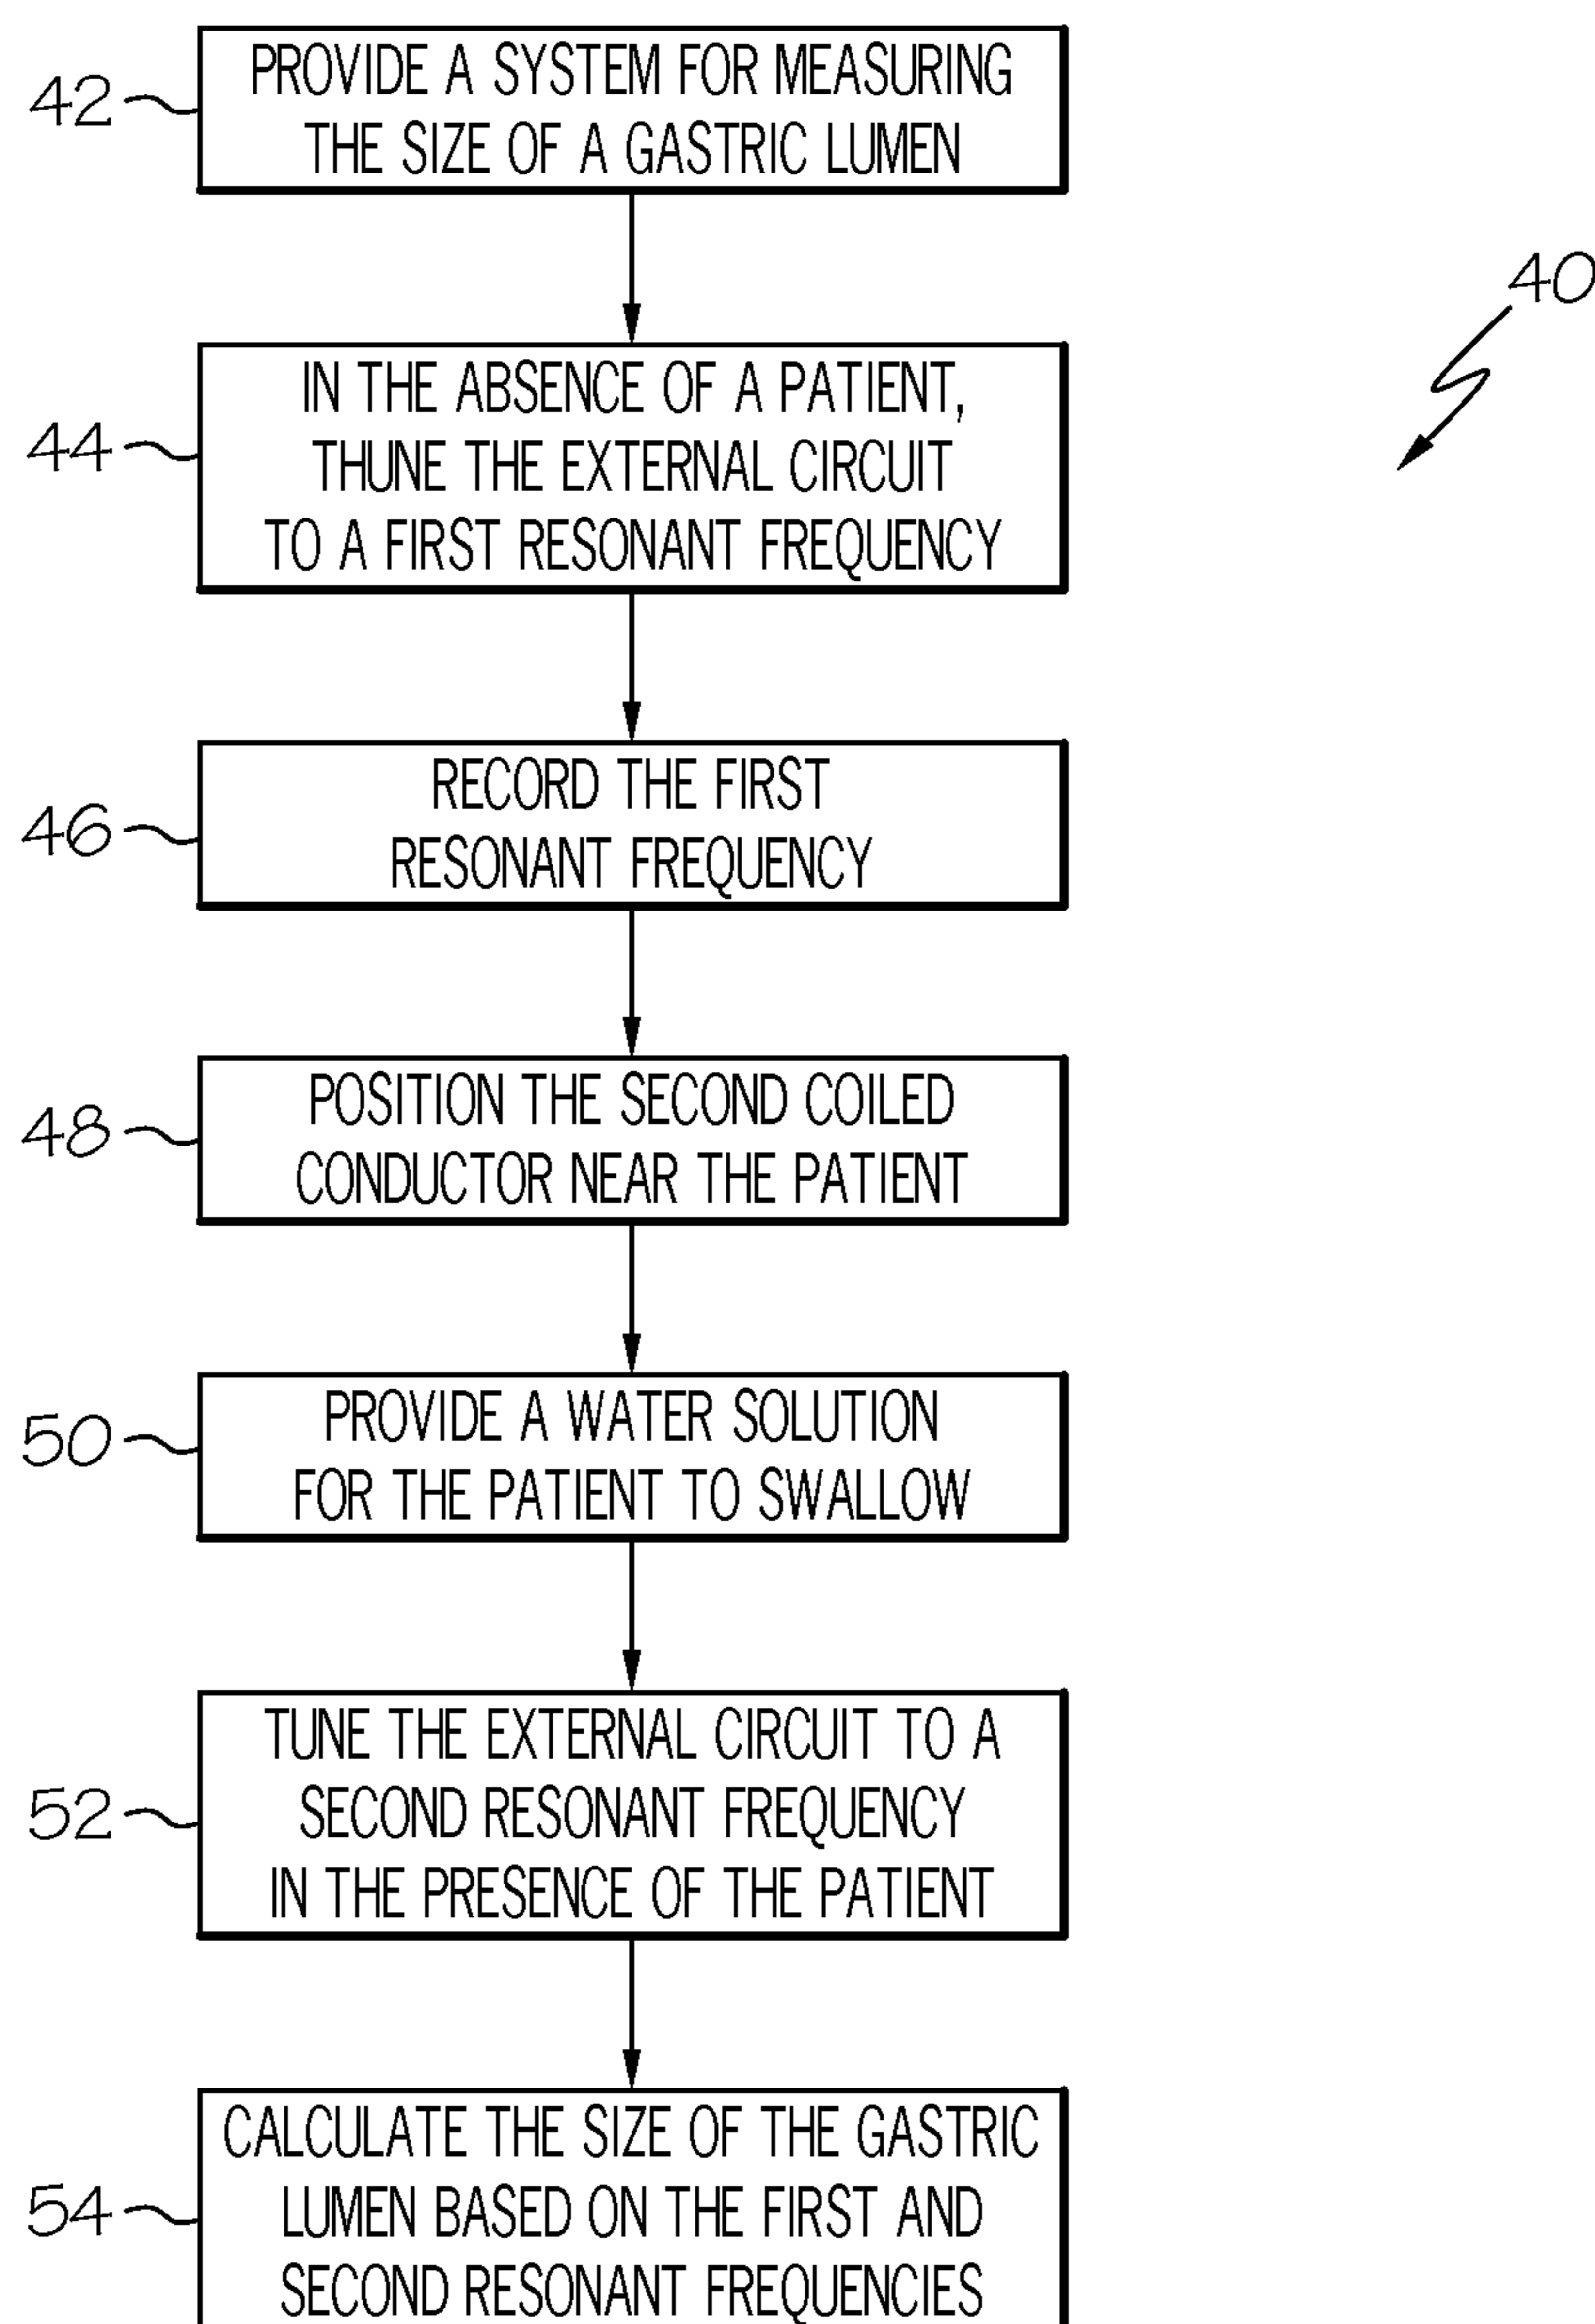 42
PROVIDE A SYSTEM FOR MEASURING
THE SIZE OF A GASTRIC LUMEN
40
44
IN THE ABSENCE OF A PATIENT,
THUNE THE EXTERNAL CIRCUIT
TO A FIRST RESONANT FREQUENCY
46
RECORD THE FIRST
RESONANT FREQUENCY
48
POSITION THE SECOND COILED
CONDUCTOR NEAR THE PATIENT
50
PROVIDE A WATER SOLUTION
FOR THE PATIENT TO SWALLOW
52
TUNE THE EXTERNAL CIRCUIT TO A
SECOND RESONANT FREQUENCY
IN THE PRESENCE OF THE PATIENT
54
CALCULATE THE SIZE OF THE GASTRIC
LUMEN BASED ON THE FIRST AND
SECOND RESONANT FREQUENCIES